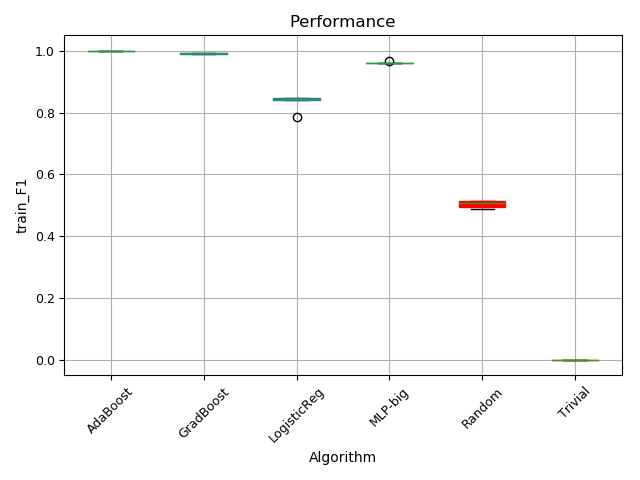 Performance
train_F1
1.0
0.8
0.6
0.4
0.2
0.0
AdaBoost
GradBoost
LogisticReg
MLP-big
Random
Trivial
Algorithm